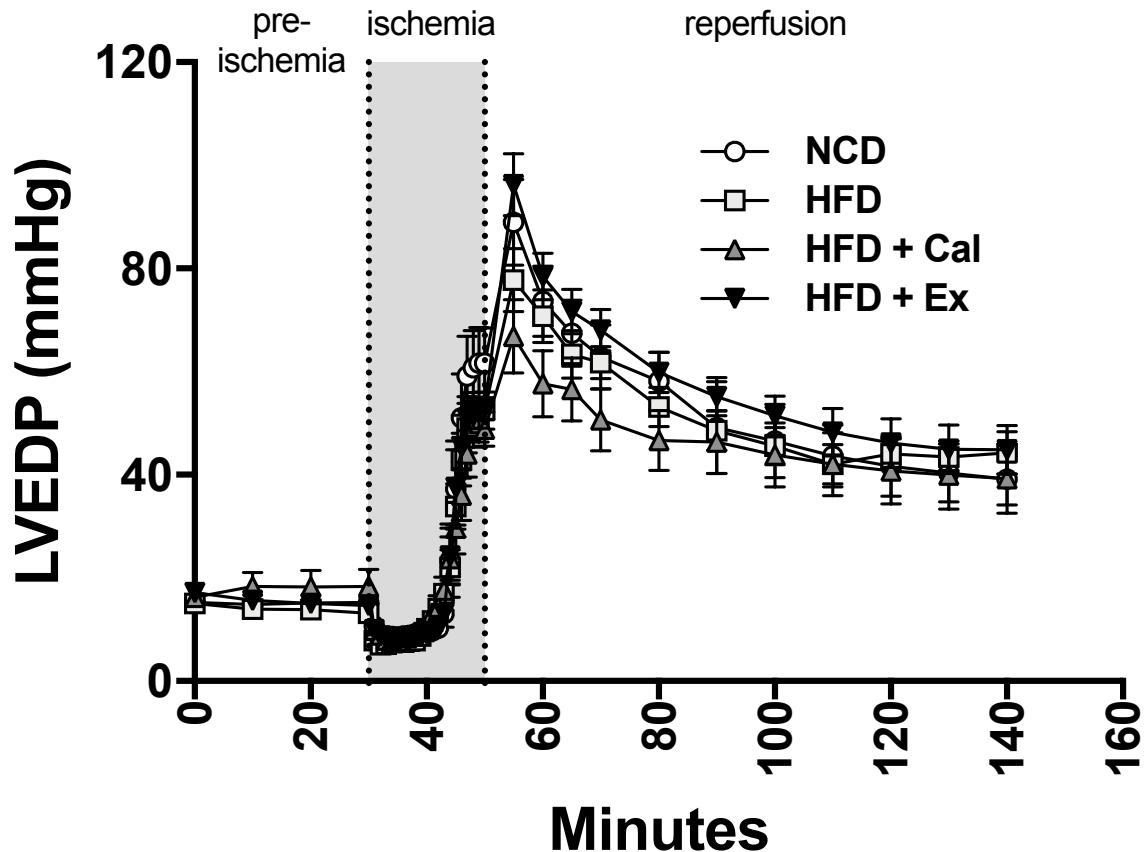 pre-
ischemia
ischemia
reperfusion
120
80
40
0
LVEDP (mmHg)
NCD
HFD
HFD + Cal
HFD + Ex
0
20
40
60
80
100
120
140
160
Minutes